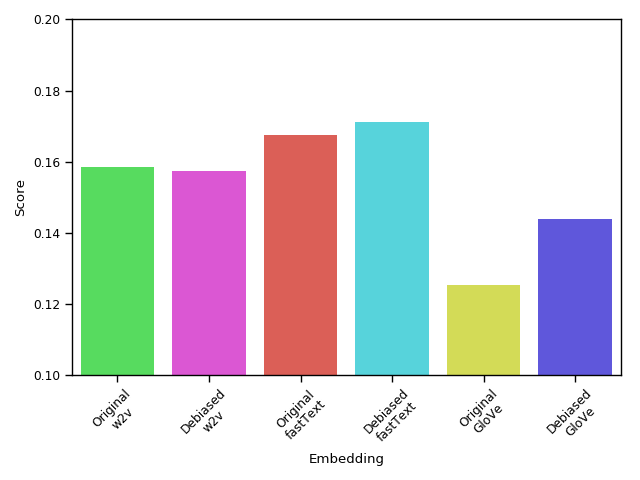 0.20
0.18
0.16
0.14
0.12
0.10
Score
Original
w2v
Debiased
w2v
Original
fastText
Debiased
fastText
Original
GloVe
Debiased
GloVe
Embedding